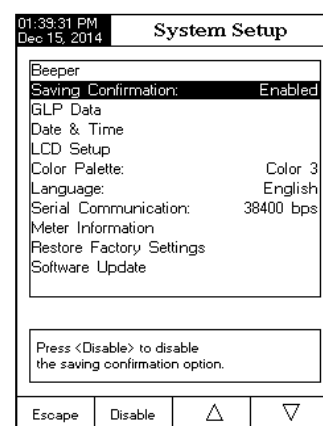 01:39:31 PM
Dec 15, 2014
System Setup
Beeper
Saving Confirmation: Enabled
GLP Data
Date & Time
LCD Setup
Color Palette: Color 3
Language: English
Serial Communication: 38400 bps
Meter Information
Restore Factory Settings
Software Update
Press <Disable> to disable
the saving confirmation option.
Escape Disable △ ▽